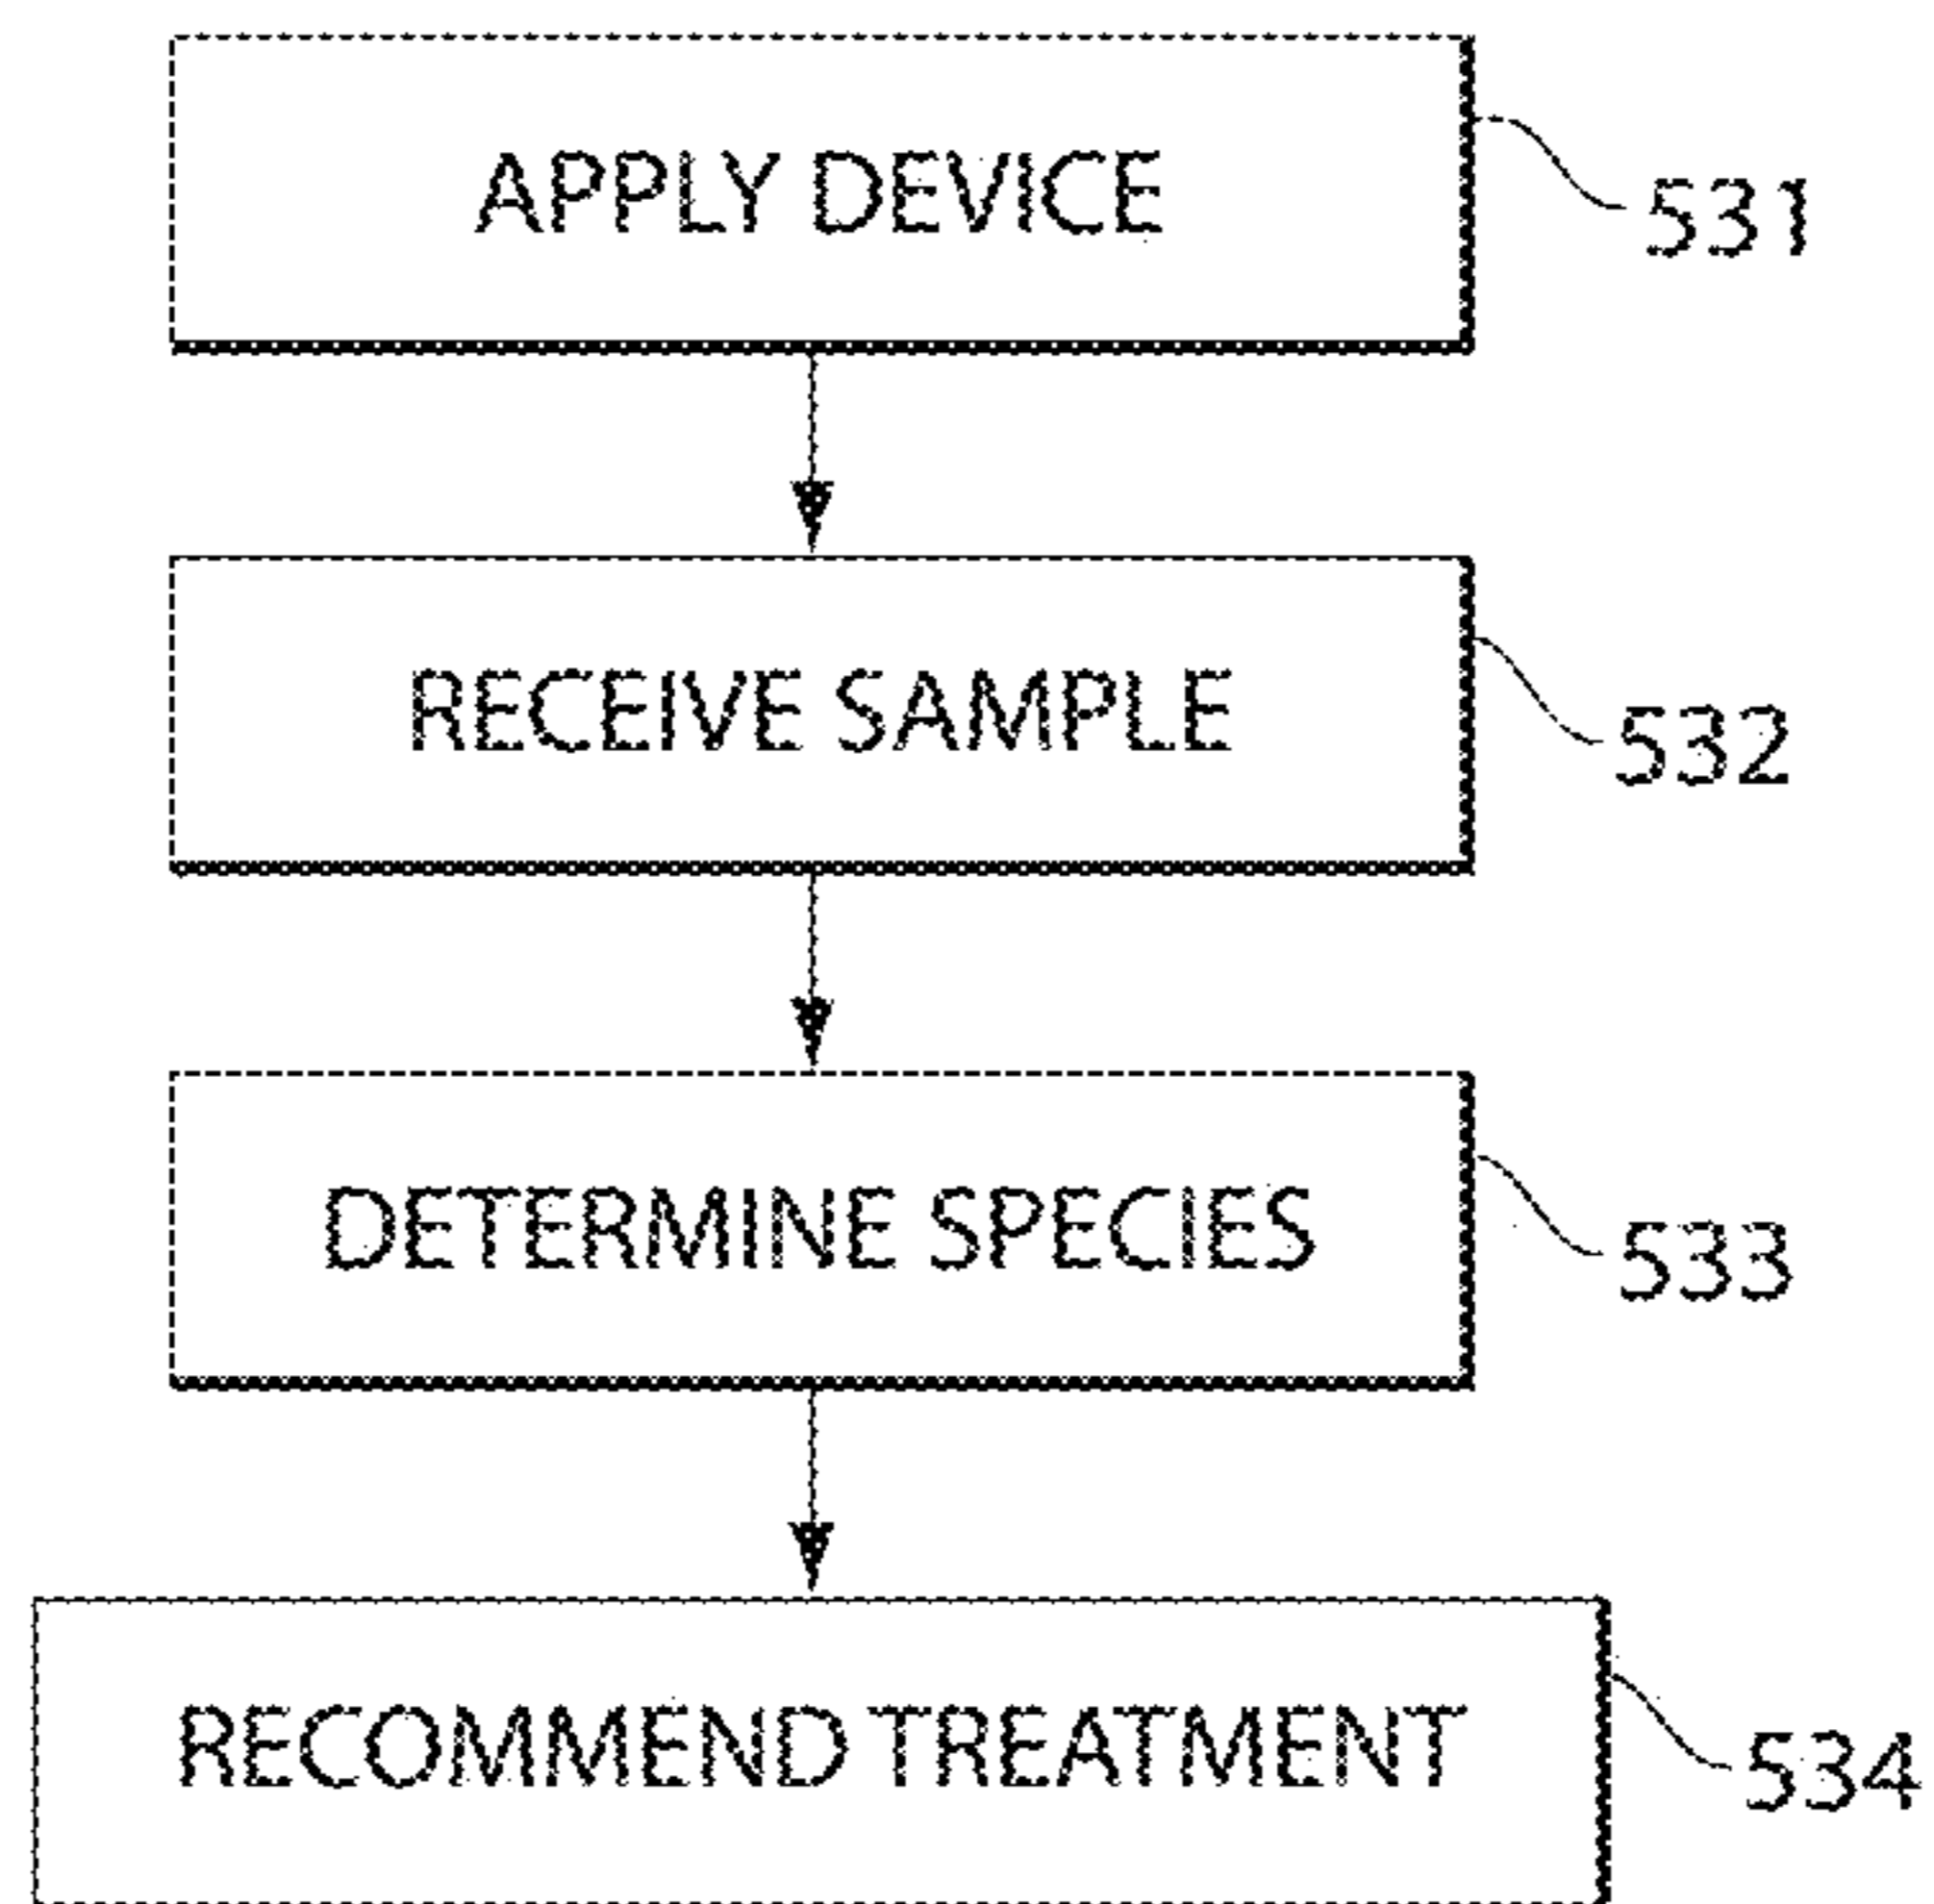 APPLY DEVICE
531
RECEIVE SAMPLE
532
DETERMINE SPECIES
533
RECOMMEND TREATMENT
534